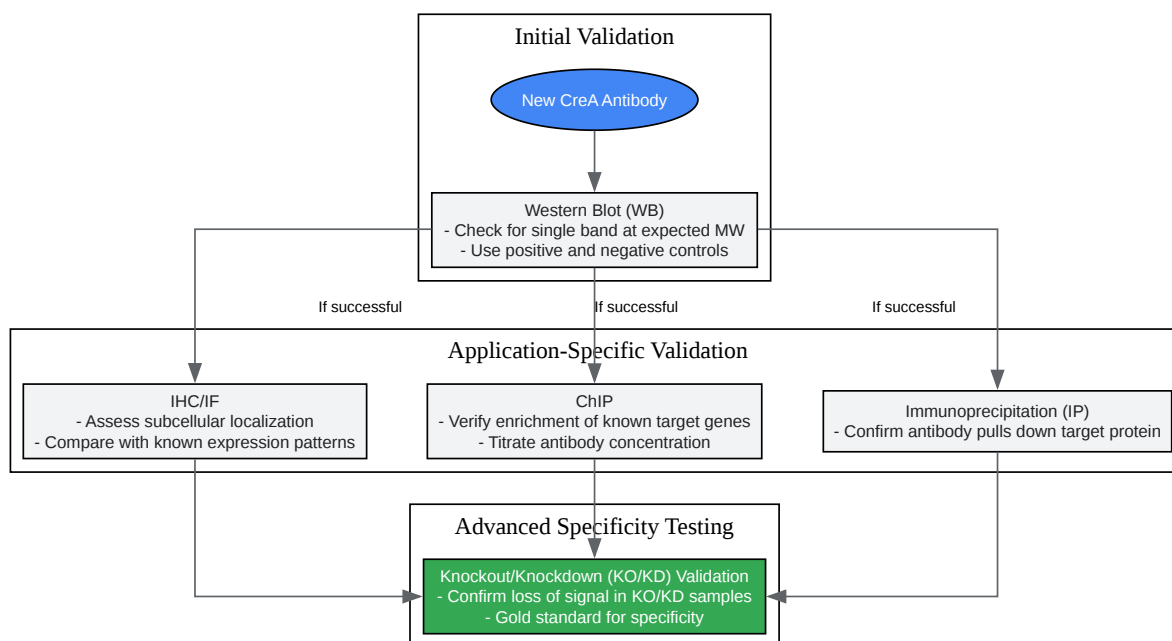 Initial Validation
New CreA Antibody
Western Blot (WB)
- Check for single band at expected MW
- Use positive and negative controls
If successful
If successful
If successful
Application-Specific Validation
IHC/IF
- Assess subcellular localization
- Compare with known expression patterns
ChIP
- Verify enrichment of known target genes
- Titrate antibody concentration
Immunoprecipitation (IP)
- Confirm antibody pulls down target protein
Advanced Specificity Testing
Knockout/Knockdown (KO/KD) Validation
- Confirm loss of signal in KO/KD samples
- Gold standard for specificity